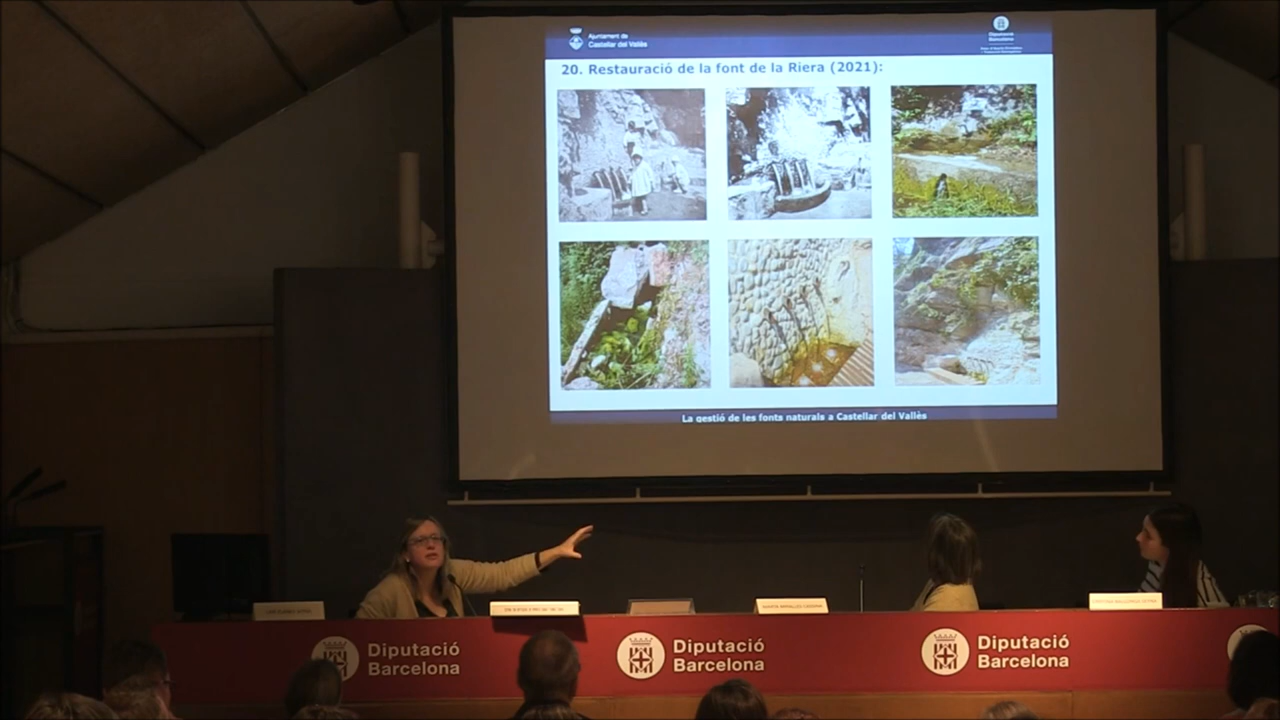 Ajuntament de
Castellar del Vallès
Diputació
Barcelona
20. Restauració de la font de la Riera (2021):
La gestió de les fonts naturals a Castellar del Vallès
Diputació
Barcelona
Diputació
Barcelona
Diputació
Barcelona